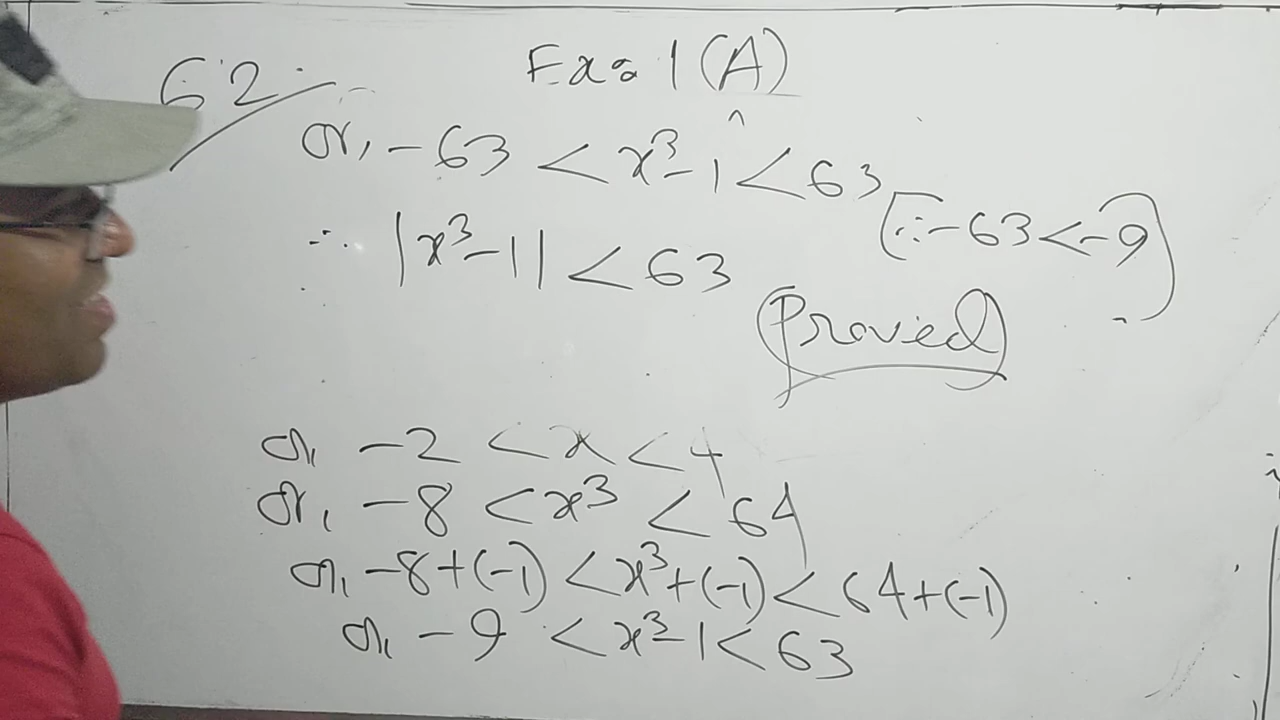 62.
Ex: 1 (A)
or, -63 < x³-1 < 63 [∵ -63 < -9]
∴ |x³-1| < 63
(Proved)
or, -2 < x < 4
or, -8 < x³ < 64
or, -8+(-1) < x³+(-1) < 64+(-1)
or, -9 < x³-1 < 63